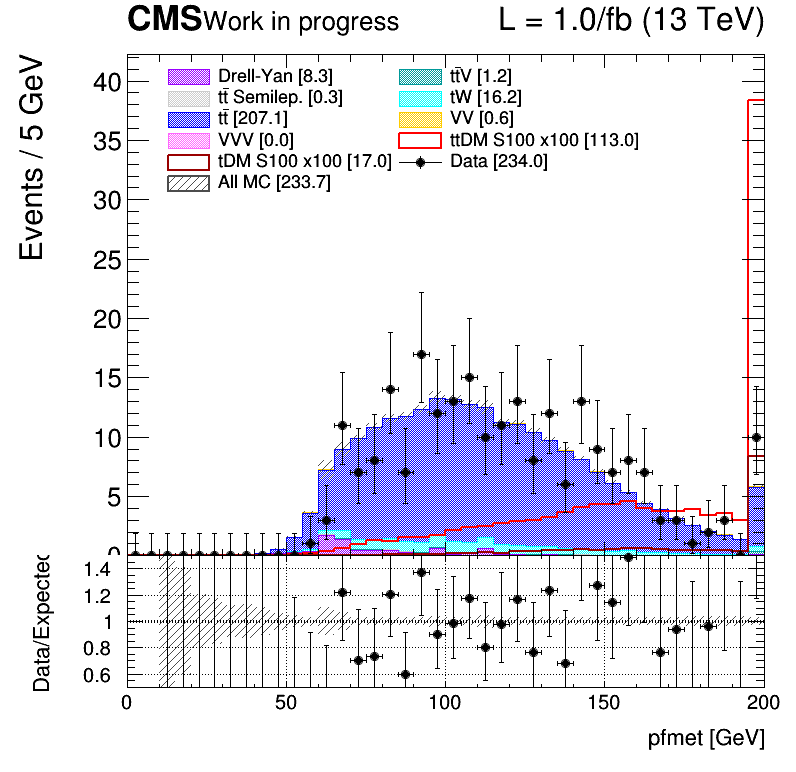 CMS Work in progress L = 1.0/fb (13 TeV)
Events / 5 GeV
40
35
30
25
20
15
10
5
0
Drell-Yan [8.3]
tt̄V [1.2]
tt̄ Semilep. [0.3]
tW [16.2]
tt̄ [207.1]
VV [0.6]
VVV [0.0]
ttDM S100 x100 [113.0]
tDM S100 x100 [17.0]
Data [234.0]
All MC [233.7]
Data/Expected
1.4
1.2
1
0.8
0.6
0 50 100 150 200
pfmet [GeV]